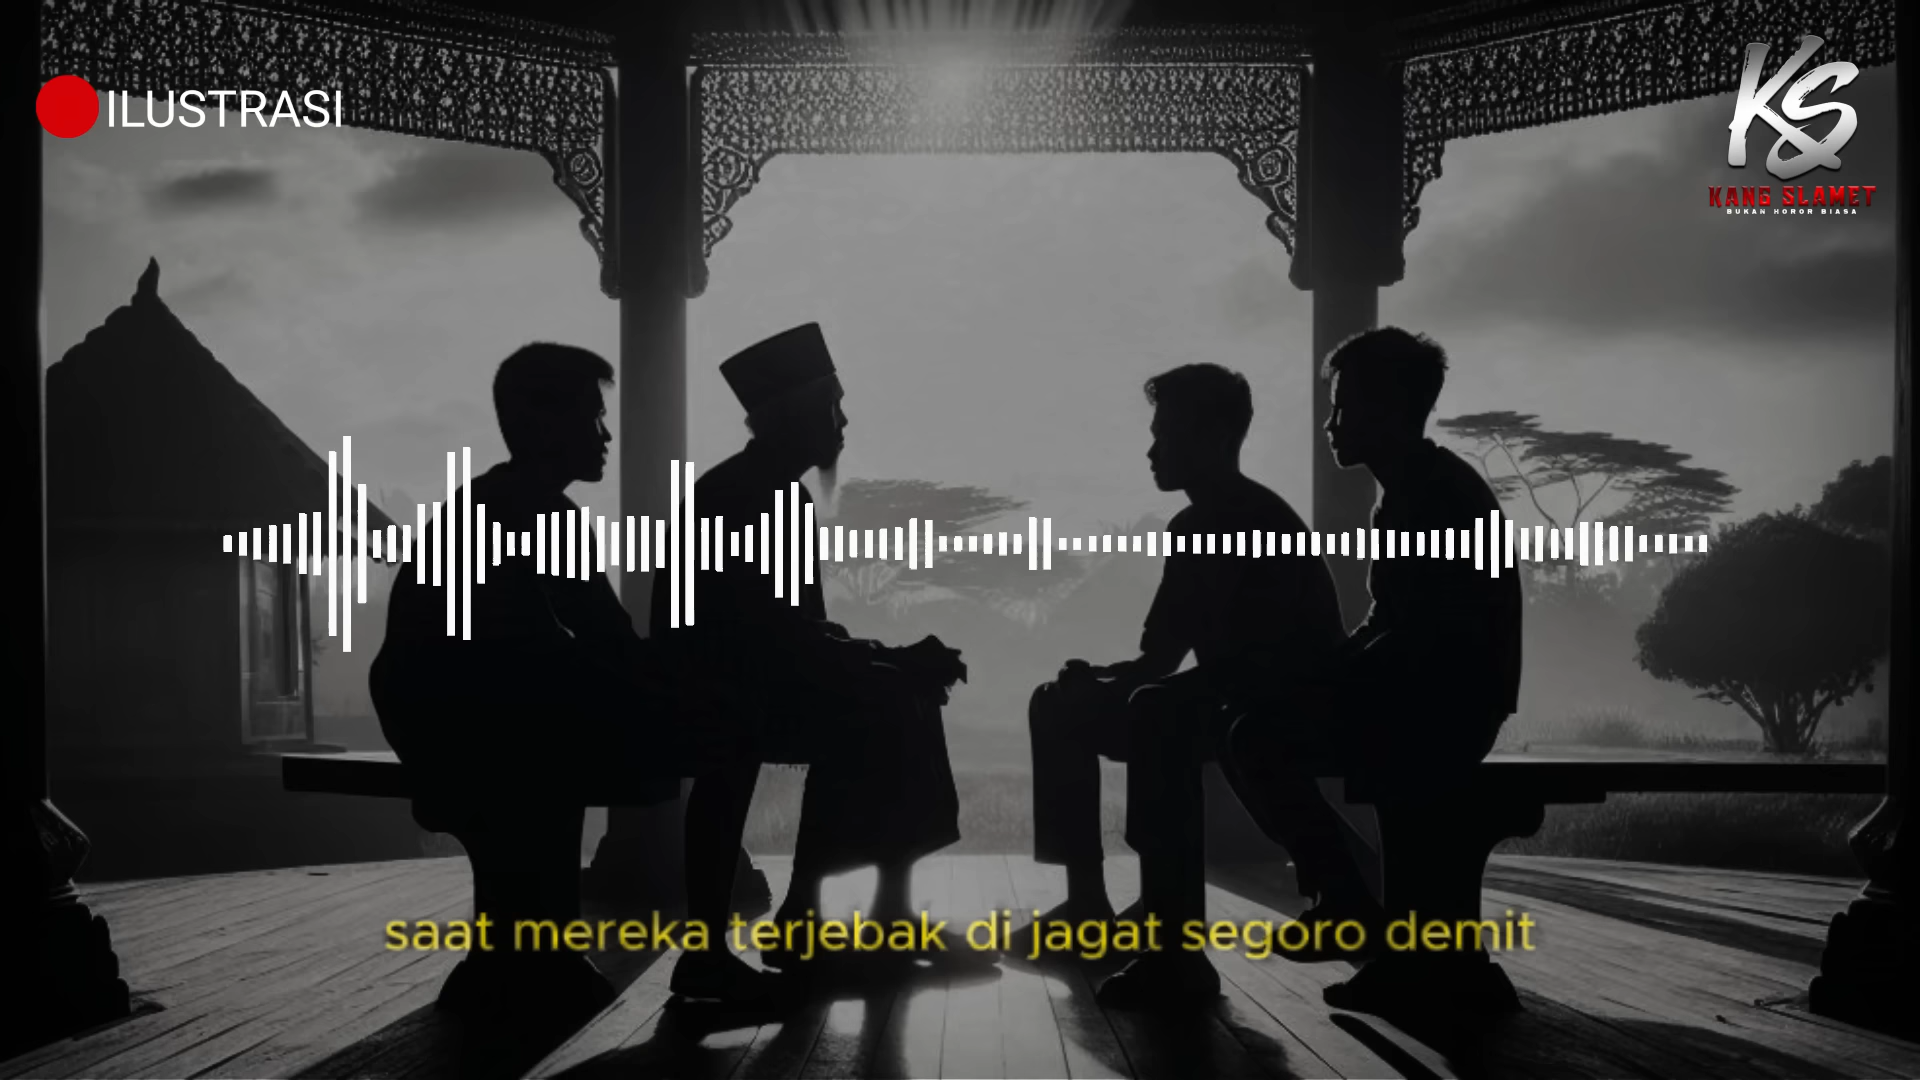 ILUSTRASI
KS
KANG SLAMET
BUKAN HOROR BIASA
saat mereka terjebak di jagat segoro demit